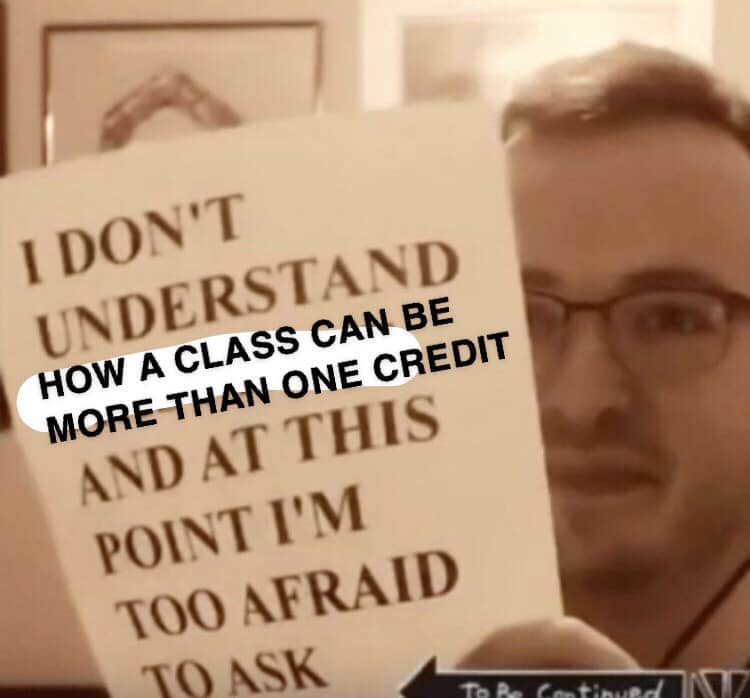 I DON'T
UNDERSTAND
HOW A CLASS CAN BE
MORE THAN ONE CREDIT
AND AT THIS
POINT I'M
TOO AFRAID
TO ASK
To Be Continued